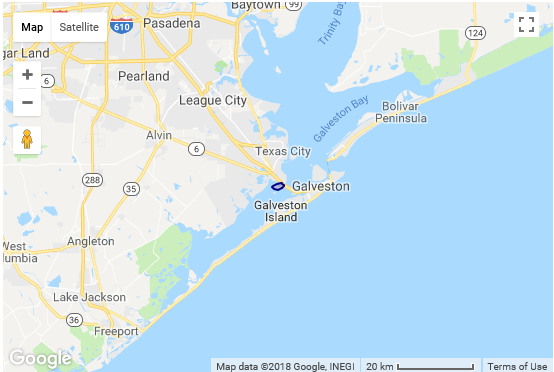 Baytown
99
Trinity Bay
Pasadena
Map
Satellite
610
124
gar Land
6
Pearland
League City
Galveston Bay
Bolivar
Peninsula
Alvin
6
Texas City
288
35
Galveston
Galveston
Island
West
lumbia
Angleton
Lake Jackson
36
Freeport
Google
Map data ©2018 Google, INEGI
20 km
Terms of Use